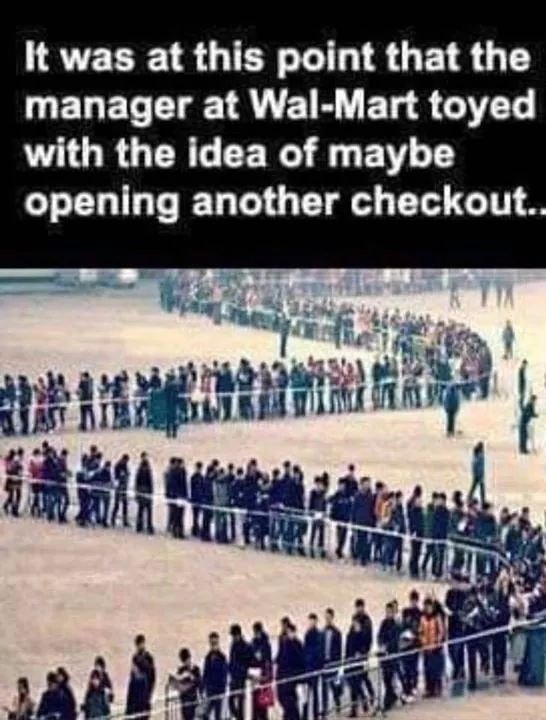 It was at this point that the
manager at Wal-Mart toyed
with the idea of maybe
opening another checkout..